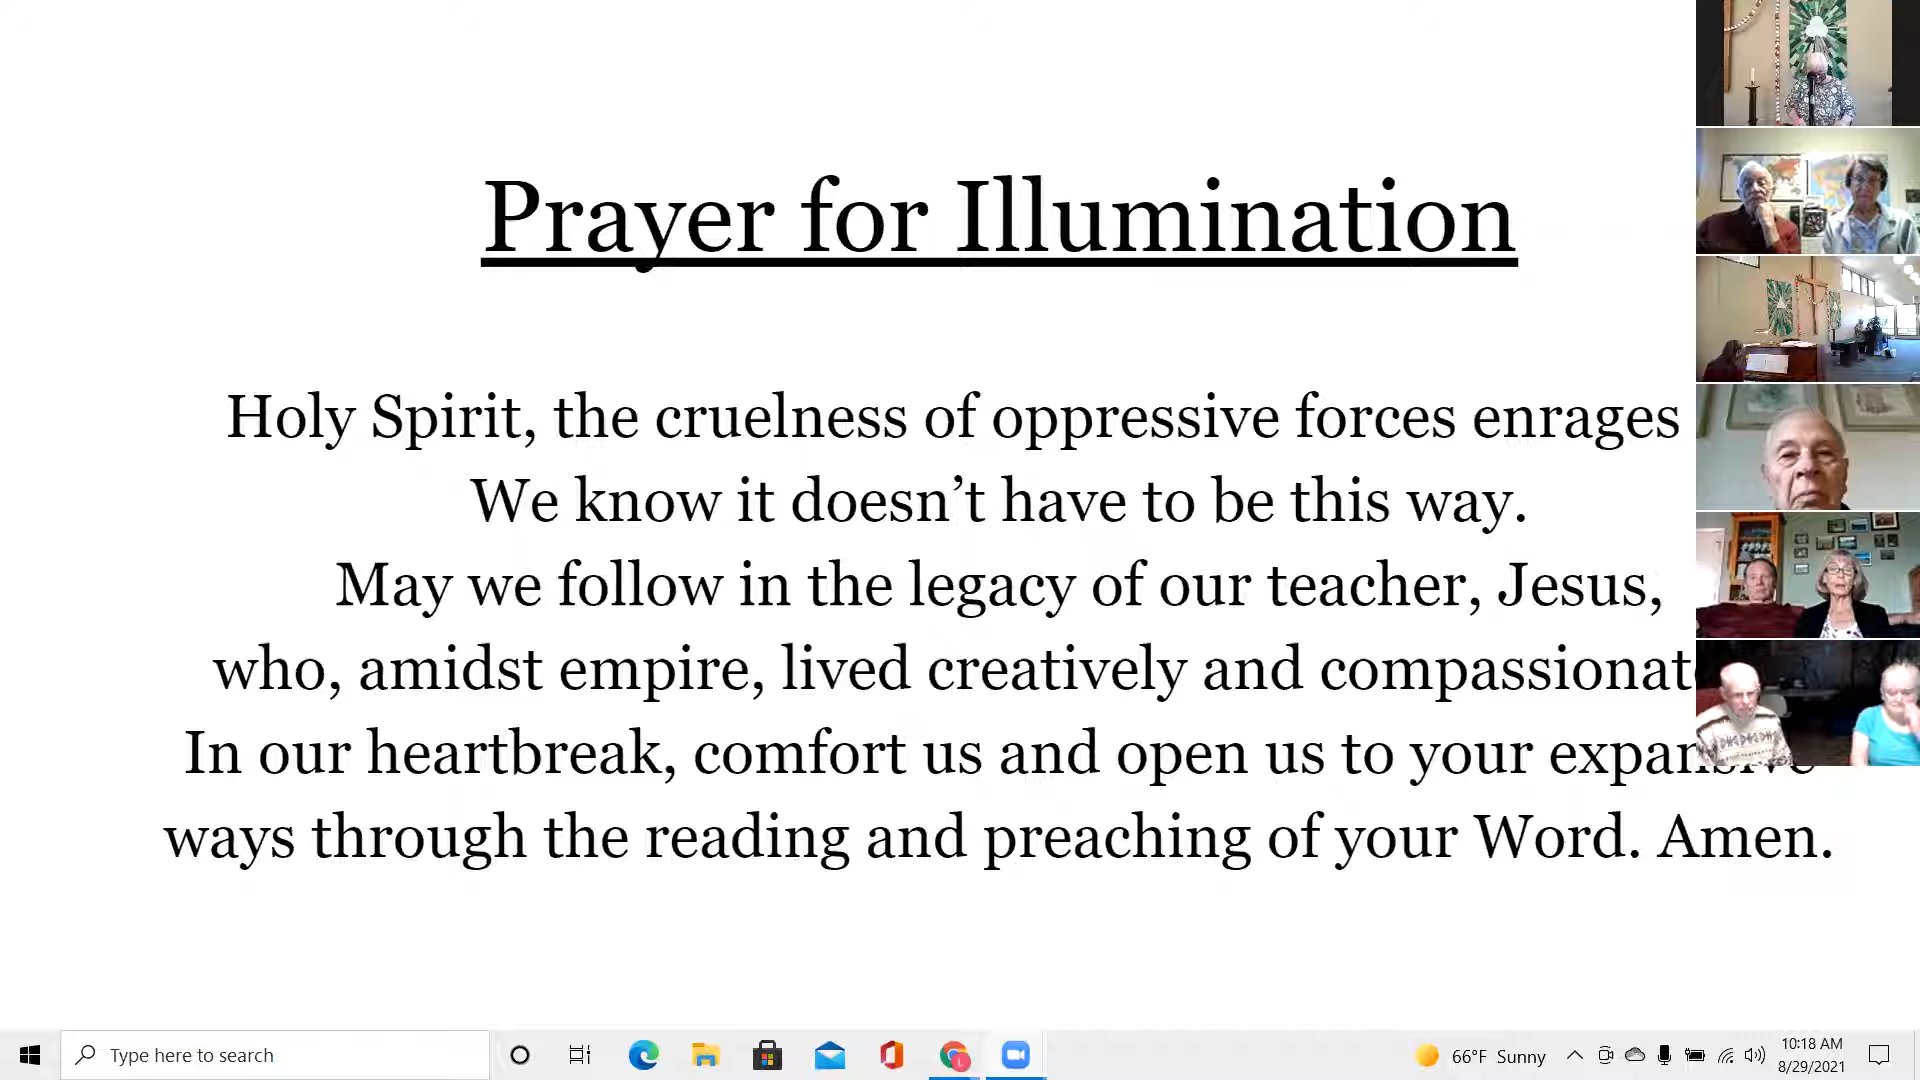 Prayer for Illumination
Holy Spirit, the cruelness of oppressive forces enrages
We know it doesn’t have to be this way.
May we follow in the legacy of our teacher, Jesus,
who, amidst empire, lived creatively and compassionat
In our heartbreak, comfort us and open us to your expansive
ways through the reading and preaching of your Word. Amen.
Type here to search
66°F Sunny
10:18 AM
8/29/2021